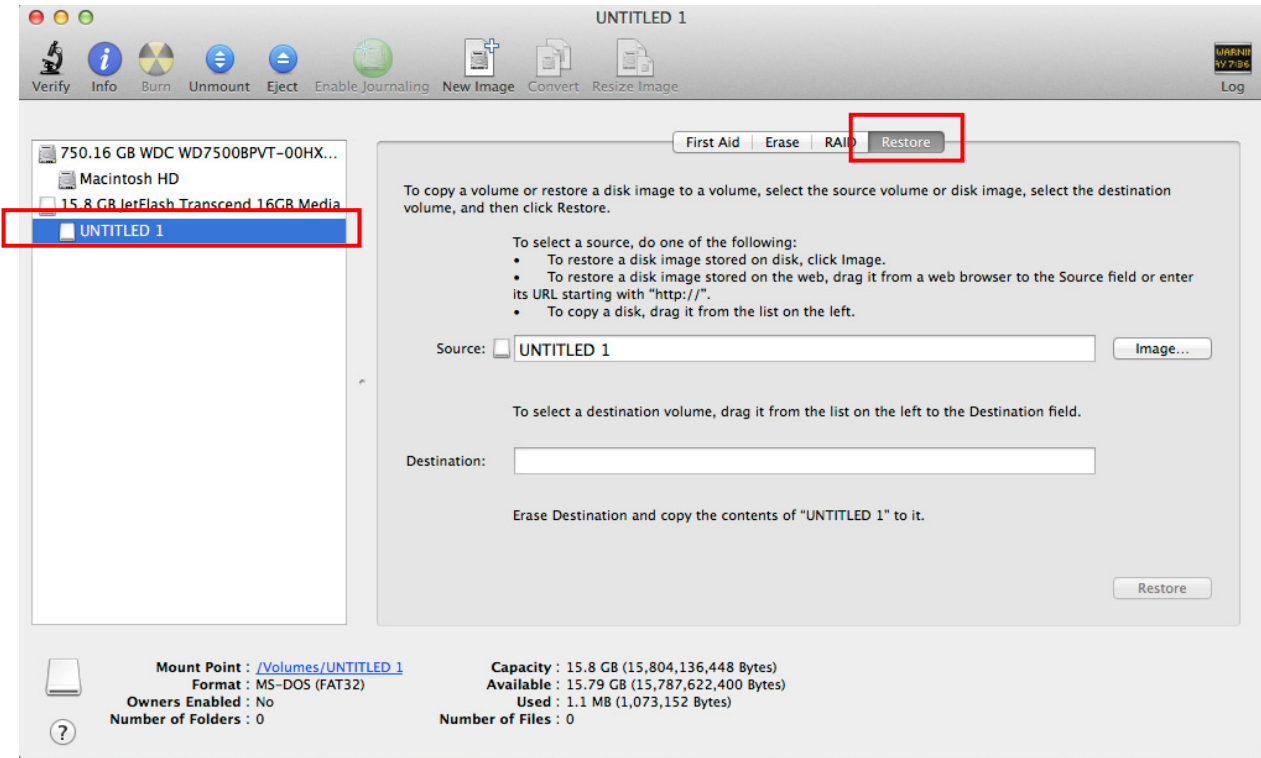 UNTITLED 1
Verify Info Burn Unmount Eject Enable Journaling New Image Convert Resize Image Log
WARNIN
AY 7:86
First Aid Erase RAID Restore
750.16 GB WDC WD7500BPVT-00HX...
Macintosh HD
15.8 GB JetFlash Transcend 16GB Media
UNTITLED 1
To copy a volume or restore a disk image to a volume, select the source volume or disk image, select the destination
volume, and then click Restore.
To select a source, do one of the following:
• To restore a disk image stored on disk, click Image.
• To restore a disk image stored on the web, drag it from a web browser to the Source field or enter
its URL starting with “http://”.
• To copy a disk, drag it from the list on the left.
Source: UNTITLED 1 Image...
To select a destination volume, drag it from the list on the left to the Destination field.
Destination:
Erase Destination and copy the contents of “UNTITLED 1” to it.
Restore
Mount Point : /Volumes/UNTITLED 1
Format : MS-DOS (FAT32)
Owners Enabled : No
Number of Folders : 0
Capacity : 15.8 GB (15,804,136,448 Bytes)
Available : 15.79 GB (15,787,622,400 Bytes)
Used : 1.1 MB (1,073,152 Bytes)
Number of Files : 0
?